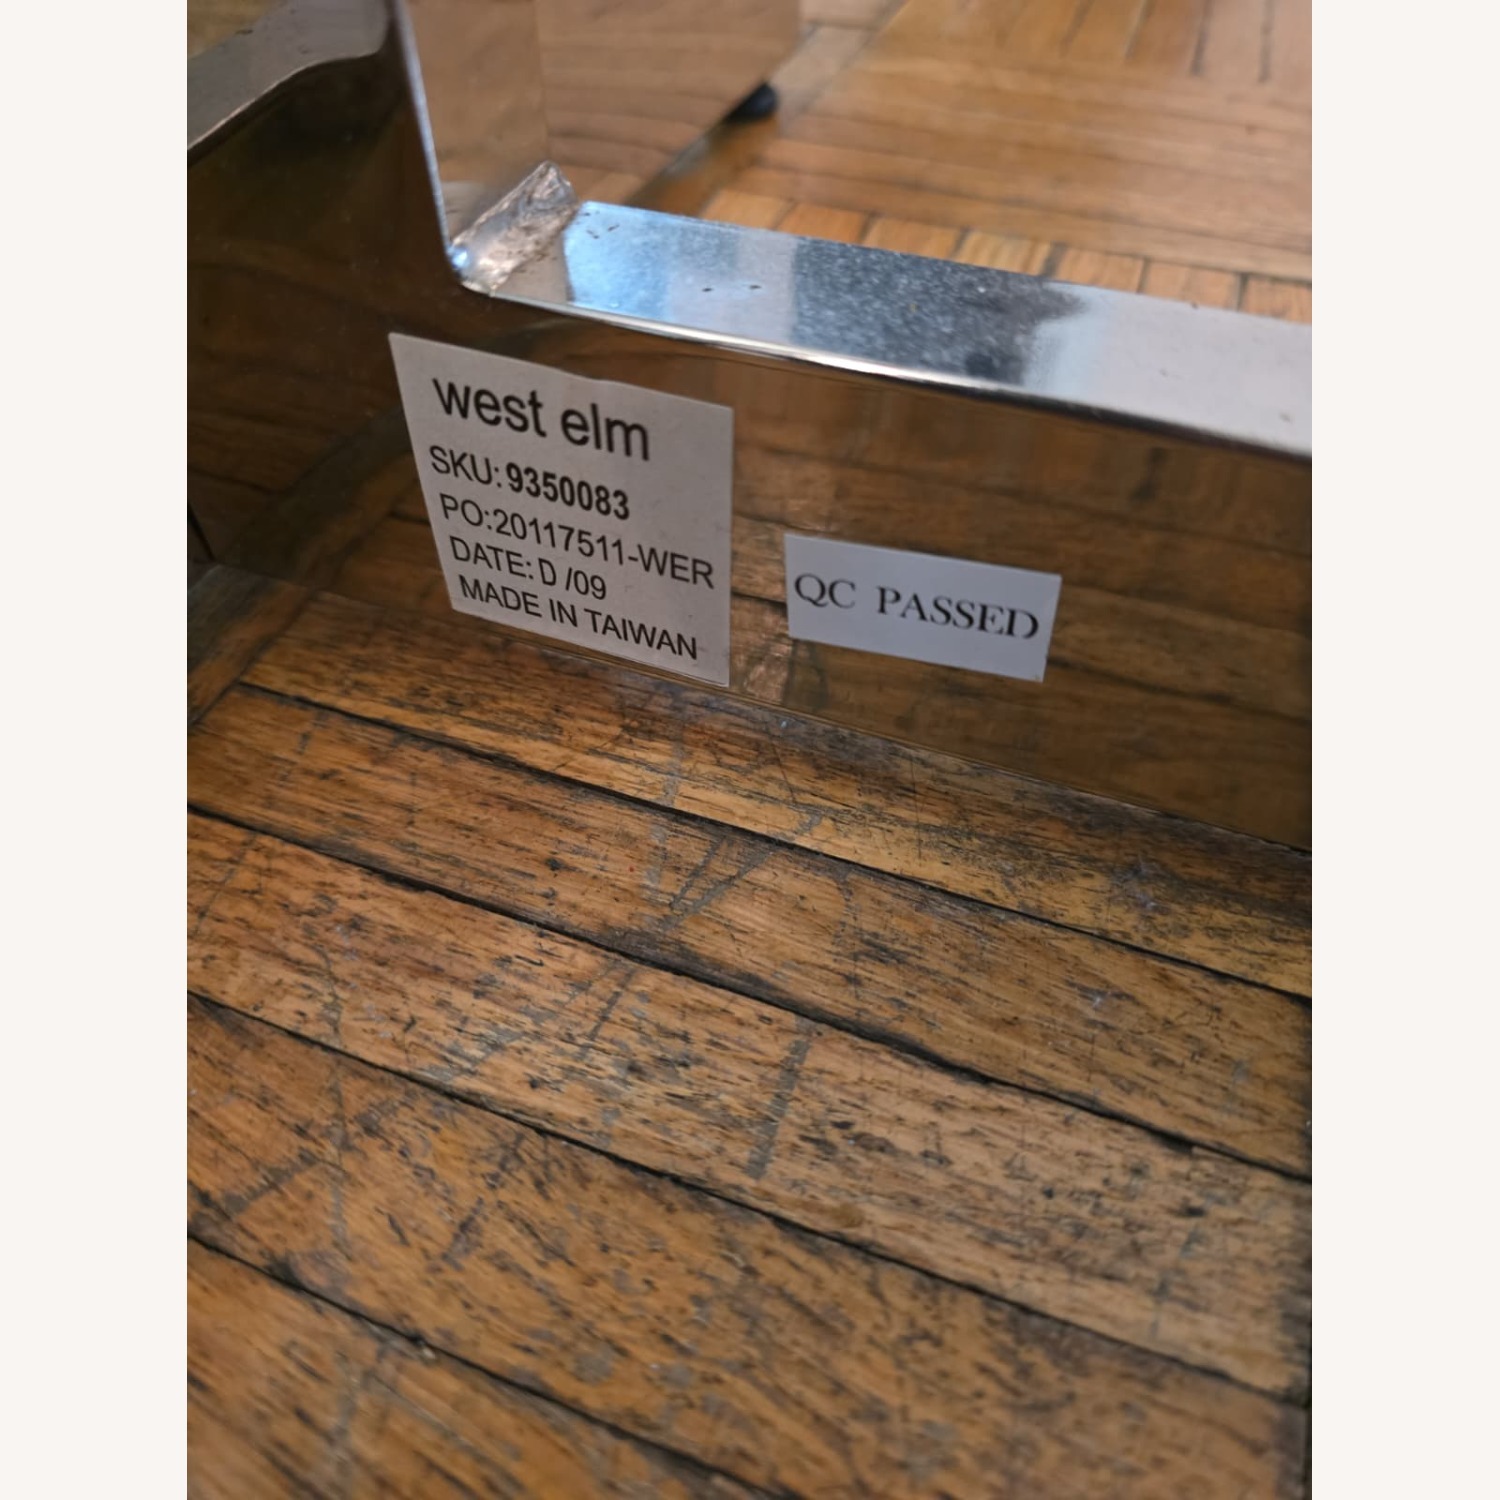 west elm
SKU: 9350083
PO:20117511-WER
DATE: D /09
MADE IN TAIWAN
QC PASSED